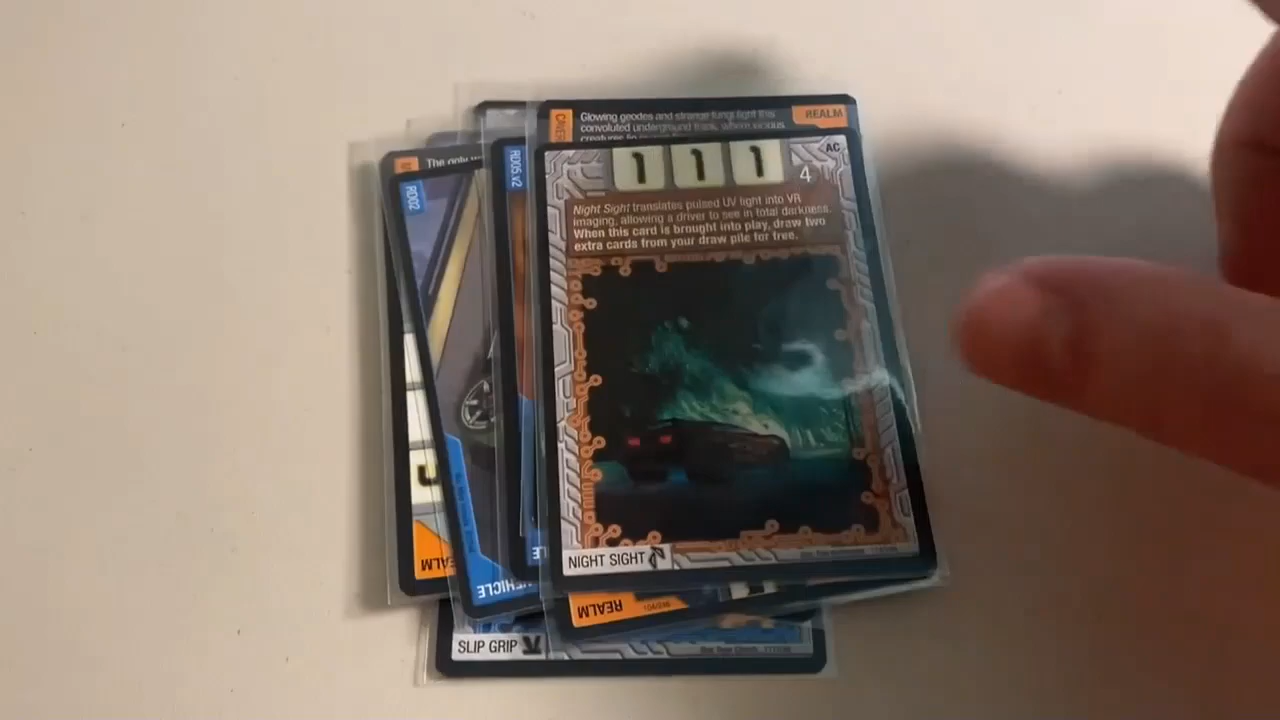 Glowing geodes and strange fungi light this
convoluted underground track, where vicious
REALM
The only
RD02
RD05 v2
1 1 1
AC
4
Night Sight translates pulsed UV light into VR
imaging, allowing a driver to see in total darkness.
When this card is brought into play, draw two
extra cards from your draw pile for free.
NIGHT SIGHT
VEHICLE
REALM
104/246
SLIP GRIP